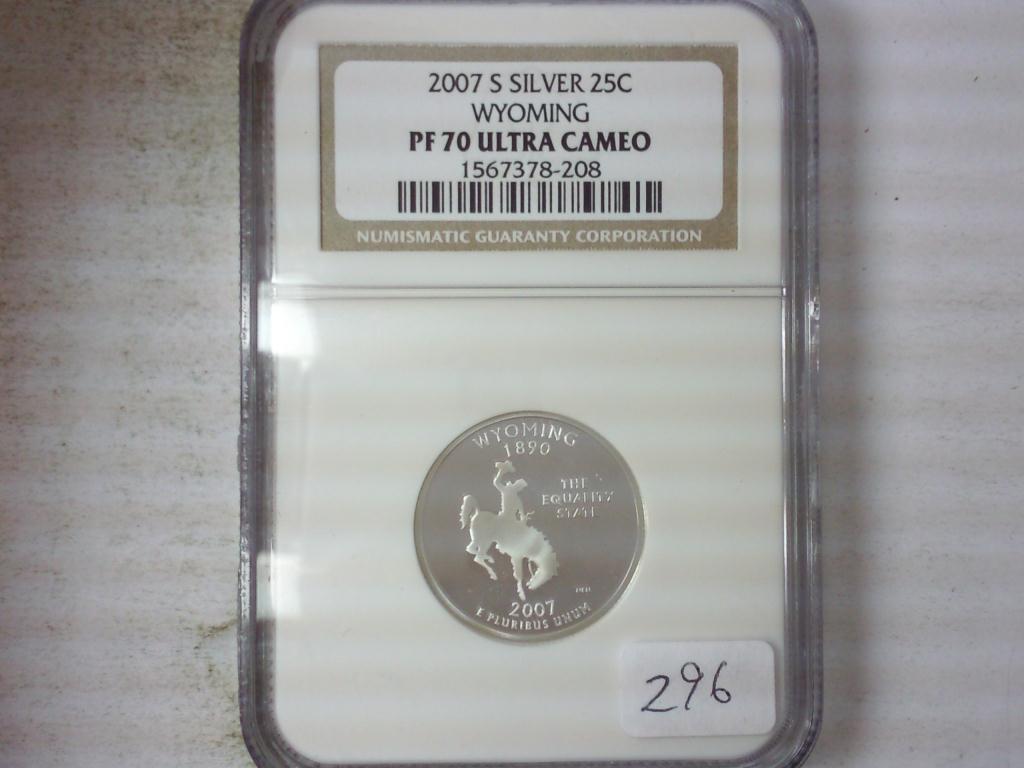 2007 S SILVER 25C
WYOMING
PF 70 ULTRA CAMEO
1567378-208
NUMISMATIC GUARANTY CORPORATION
WYOMING
1890
THE
EQUALITY
STATE
2007
E PLURIBUS UNUM
296